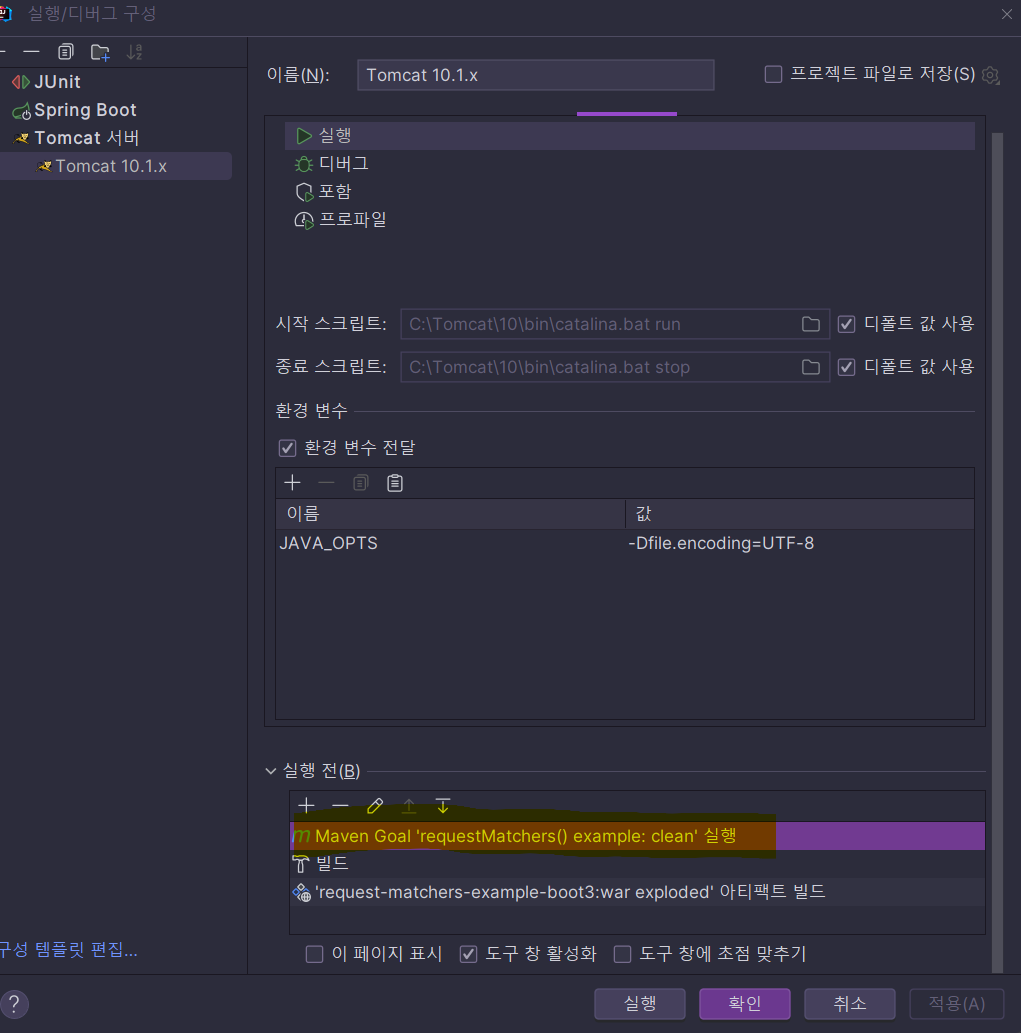 실행/디버그 구성
JUnit
Spring Boot
Tomcat 서버
Tomcat 10.1.x
구성 템플릿 편집...
?
이름(N):
Tomcat 10.1.x
프로젝트 파일로 저장(S)
실행
디버그
포함
프로파일
시작 스크립트: C:\Tomcat\10\bin\catalina.bat run 디폴트 값 사용
종료 스크립트: C:\Tomcat\10\bin\catalina.bat stop 디폴트 값 사용
환경 변수
환경 변수 전달
이름 값
JAVA_OPTS -Dfile.encoding=UTF-8
실행 전(B)
Maven Goal 'requestMatchers() example: clean' 실행
빌드
'request-matchers-example-boot3:war exploded' 아티팩트 빌드
이 페이지 표시 도구 창 활성화 도구 창에 초점 맞추기
실행 확인 취소 적용(A)